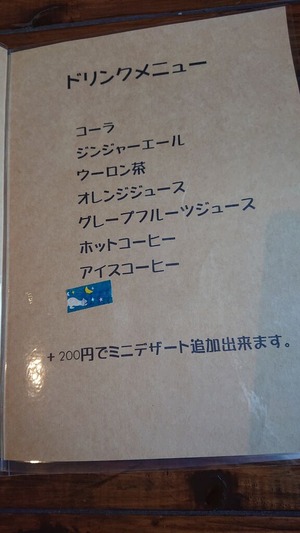 ドリンクメニュー
コーラ
ジンジャーエール
ウーロン茶
オレンジジュース
グレープフルーツジュース
ホットコーヒー
アイスコーヒー
+200円でミニデザート追加出来ます。